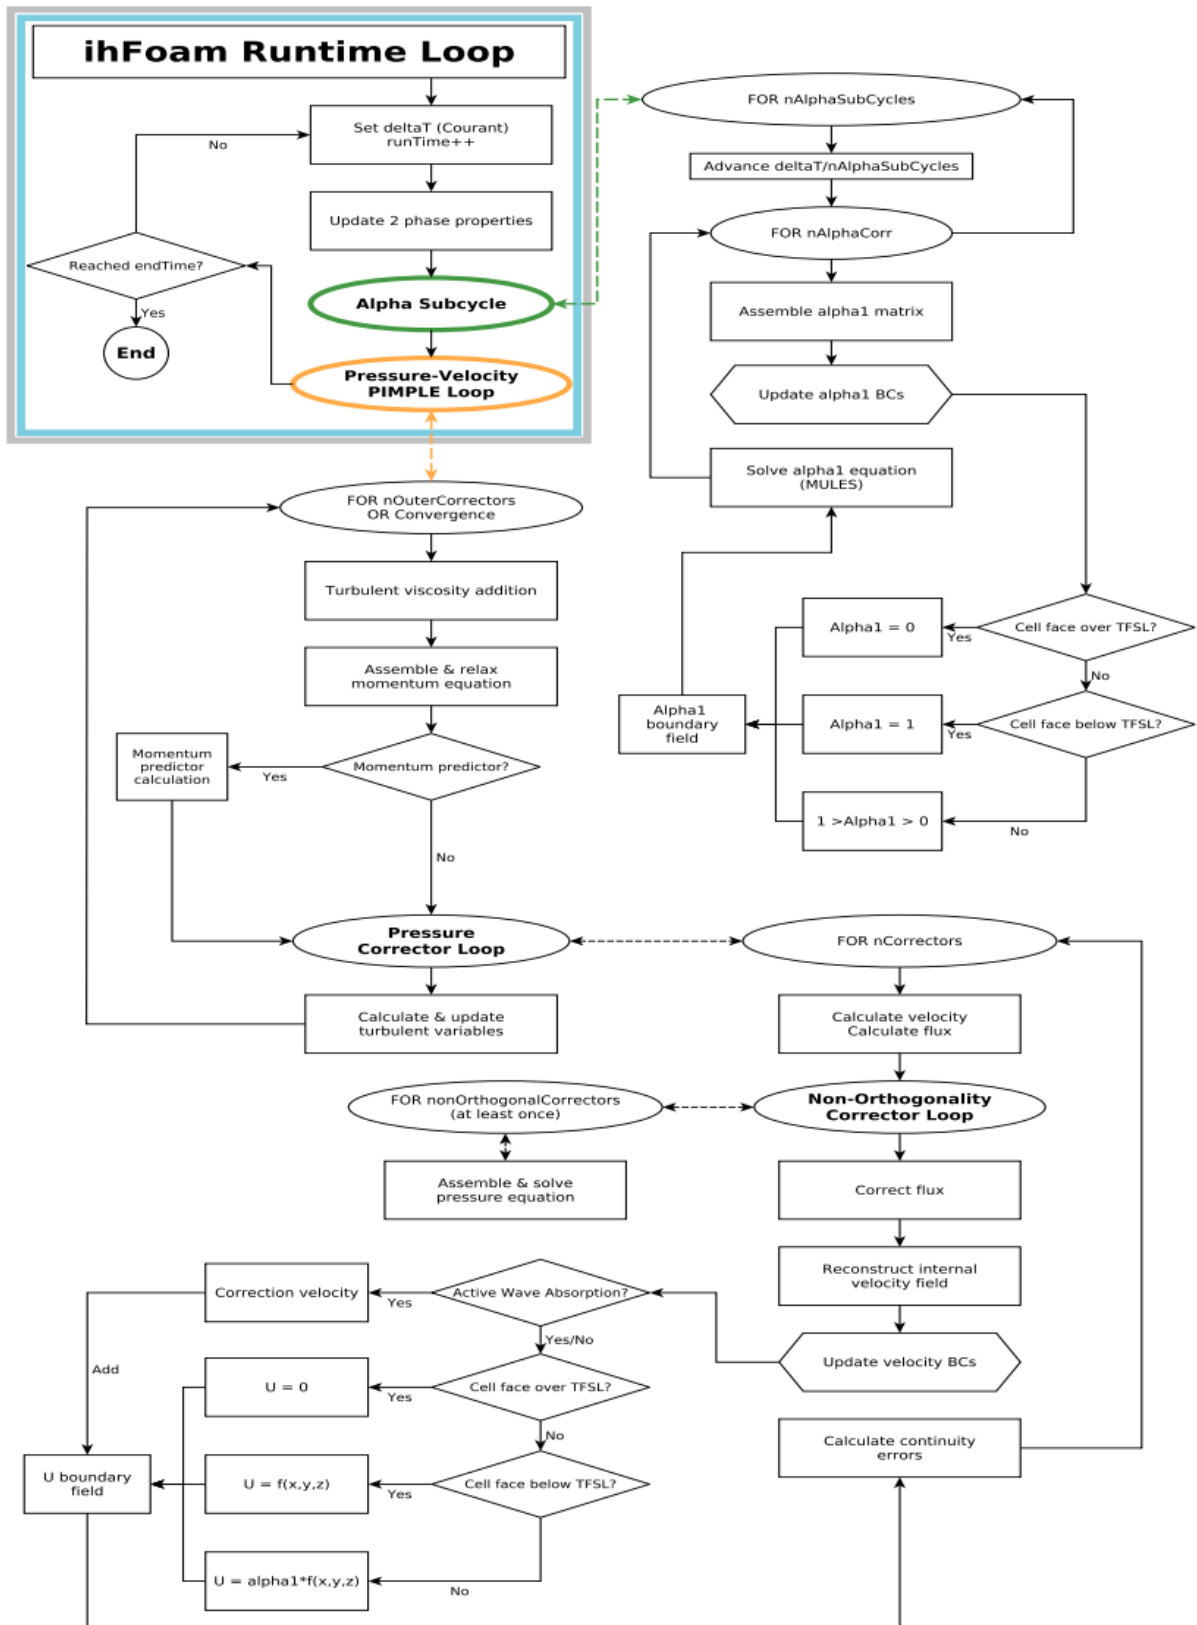 ihFoam Runtime Loop
Set deltaT (Courant)
runTime++
No
Update 2 phase properties
Reached endTime?
Yes
End
Alpha Subcycle
Pressure-Velocity
PIMPLE Loop
FOR nAlphaSubCycles
Advance deltaT/nAlphaSubCycles
FOR nAlphaCorr
Assemble alpha1 matrix
Update alpha1 BCs
Solve alpha1 equation
(MULES)
Cell face over TFSL?
Yes
Alpha1 = 0
No
Cell face below TFSL?
Yes
Alpha1 = 1
Alpha1
boundary
field
No
1 >Alpha1 > 0
FOR nOuterCorrectors
OR Convergence
Turbulent viscosity addition
Assemble & relax
momentum equation
Momentum predictor?
Yes
Momentum
predictor
calculation
No
Pressure
Corrector Loop
Calculate & update
turbulent variables
FOR nCorrectors
Calculate velocity
Calculate flux
Non-Orthogonality
Corrector Loop
FOR nonOrthogonalCorrectors
(at least once)
Assemble & solve
pressure equation
Correct flux
Reconstruct internal
velocity field
Update velocity BCs
Calculate continuity
errors
Active Wave Absorption?
Yes
Correction velocity
Add
Yes/No
Cell face over TFSL?
Yes
U = 0
No
Cell face below TFSL?
Yes
U = f(x,y,z)
U boundary
field
No
U = alpha1*f(x,y,z)